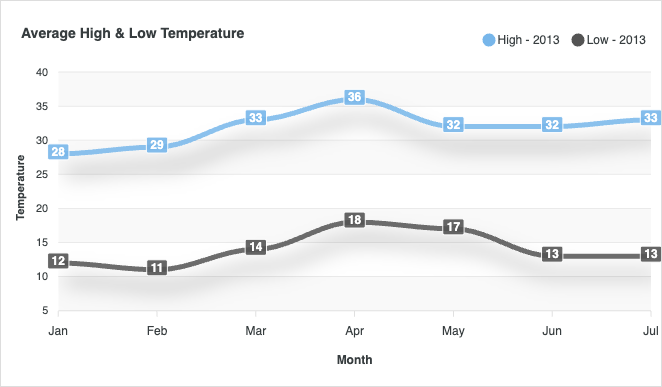 Average High & Low Temperature
High - 2013 Low - 2013
40
35
30
25
20
15
10
5
Temperature
28 29 33 36 32 32 33
12 11 14 18 17 13 13
Jan Feb Mar Apr May Jun Jul
Month